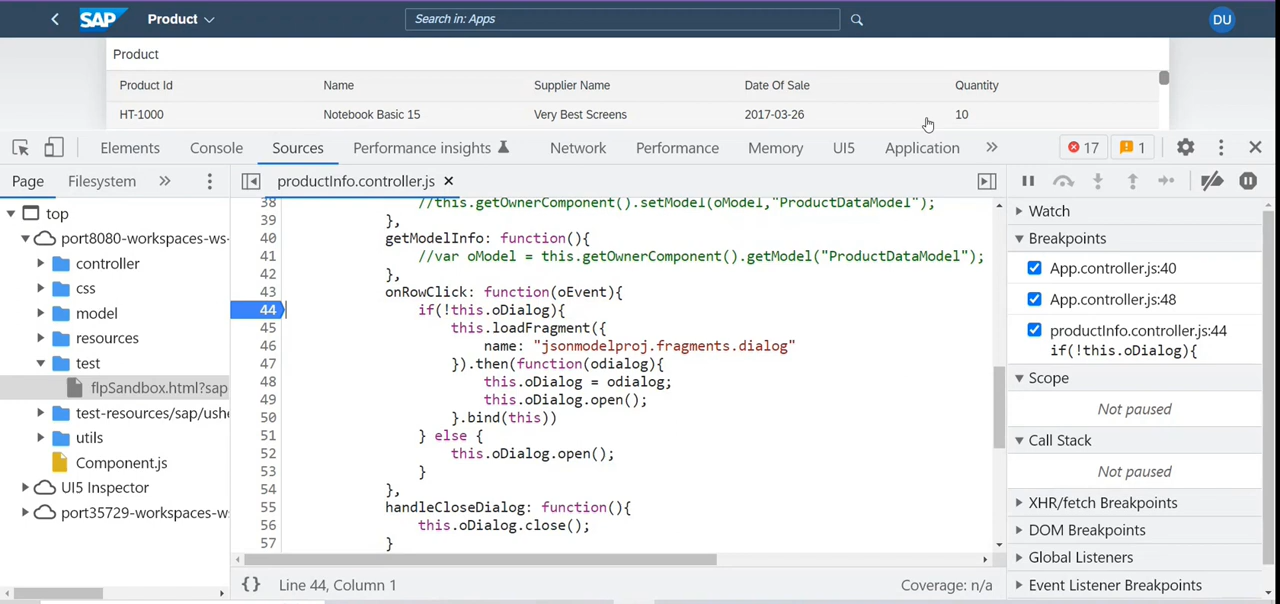 SAP Product Search in: Apps DU
Product
Product Id Name Supplier Name Date Of Sale Quantity
HT-1000 Notebook Basic 15 Very Best Screens 2017-03-26 10
Elements Console Sources Performance insights Network Performance Memory UI5 Application » 17 1
Page Filesystem » productInfo.controller.js
top
port8080-workspaces-ws-
controller
css
model
resources
test
flpSandbox.html?sap
test-resources/sap/ushe
utils
Component.js
UI5 Inspector
port35729-workspaces-ws
38 //this.getOwnerComponent().setModel(oModel,"ProductDataModel");
39 },
40 getModelInfo: function(){
41 //var oModel = this.getOwnerComponent().getModel("ProductDataModel");
42 },
43 onRowClick: function(oEvent){
44 if(!this.oDialog){
45 this.loadFragment({
46 name: "jsonmodelproj.fragments.dialog"
47 }).then(function(odialog){
48 this.oDialog = odialog;
49 this.oDialog.open();
50 }.bind(this))
51 } else {
52 this.oDialog.open();
53 }
54 },
55 handleCloseDialog: function(){
56 this.oDialog.close();
57 }
{} Line 44, Column 1 Coverage: n/a
Watch
Breakpoints
App.controller.js:40
App.controller.js:48
productInfo.controller.js:44
if(!this.oDialog){
Scope
Not paused
Call Stack
Not paused
XHR/fetch Breakpoints
DOM Breakpoints
Global Listeners
Event Listener Breakpoints